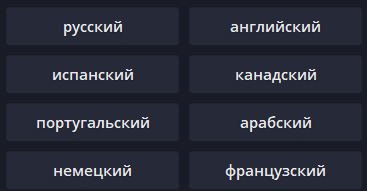 русский
английский
испанский
канадский
португальский
арабский
немецкий
французский